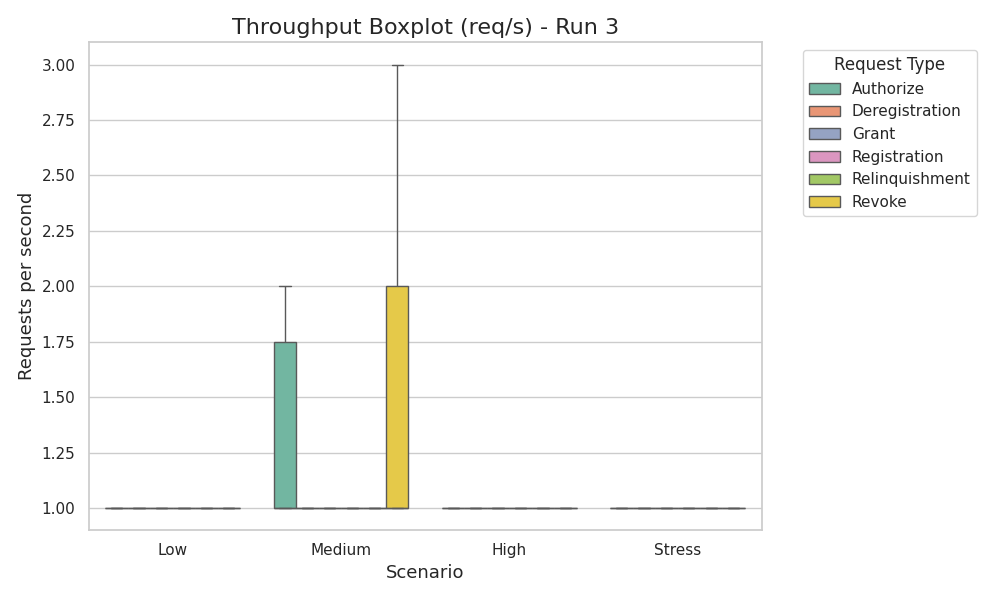 Throughput Boxplot (req/s) - Run 3
Request Type
Authorize
Deregistration
Grant
Registration
Relinquishment
Revoke
Requests per second
3.00
2.75
2.50
2.25
2.00
1.75
1.50
1.25
1.00
Low
Medium
High
Stress
Scenario